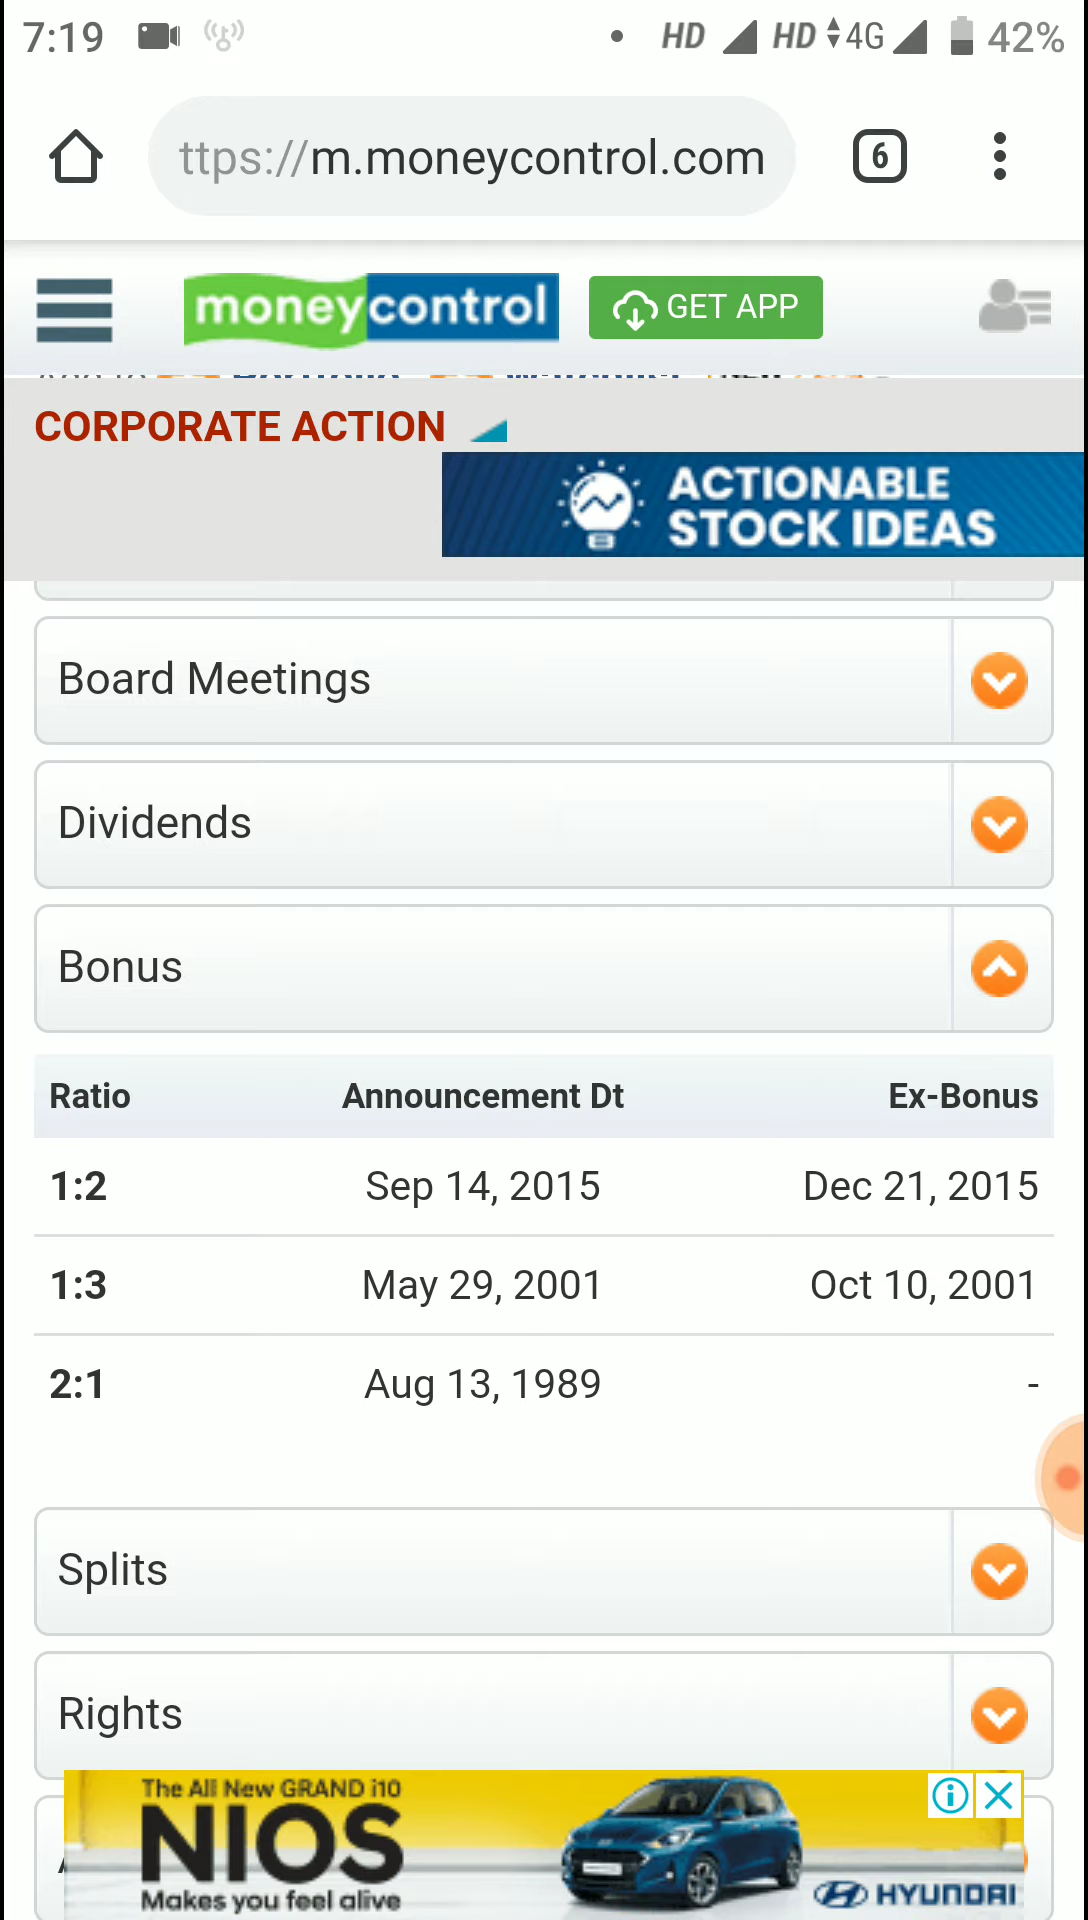 7:19 HD HD 4G 42%
ttps://m.moneycontrol.com 6
moneycontrol GET APP
CORPORATE ACTION
ACTIONABLE
STOCK IDEAS
Board Meetings
Dividends
Bonus
Ratio Announcement Dt Ex-Bonus
1:2 Sep 14, 2015 Dec 21, 2015
1:3 May 29, 2001 Oct 10, 2001
2:1 Aug 13, 1989 -
Splits
Rights
The All New GRAND i10
NIOS
Makes you feel alive
HYUNDAI